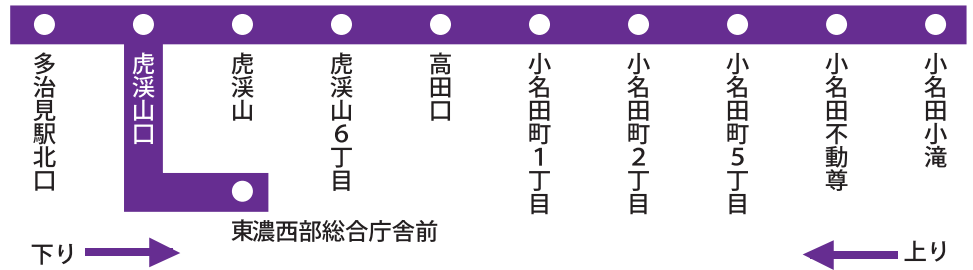 多治見駅北口
虎渓山口
虎渓山
虎渓山6丁目
高田口
小名田町1丁目
小名田町2丁目
小名田町5丁目
小名田不動尊
小名田小滝
東濃西部総合庁舎前
下り
上り